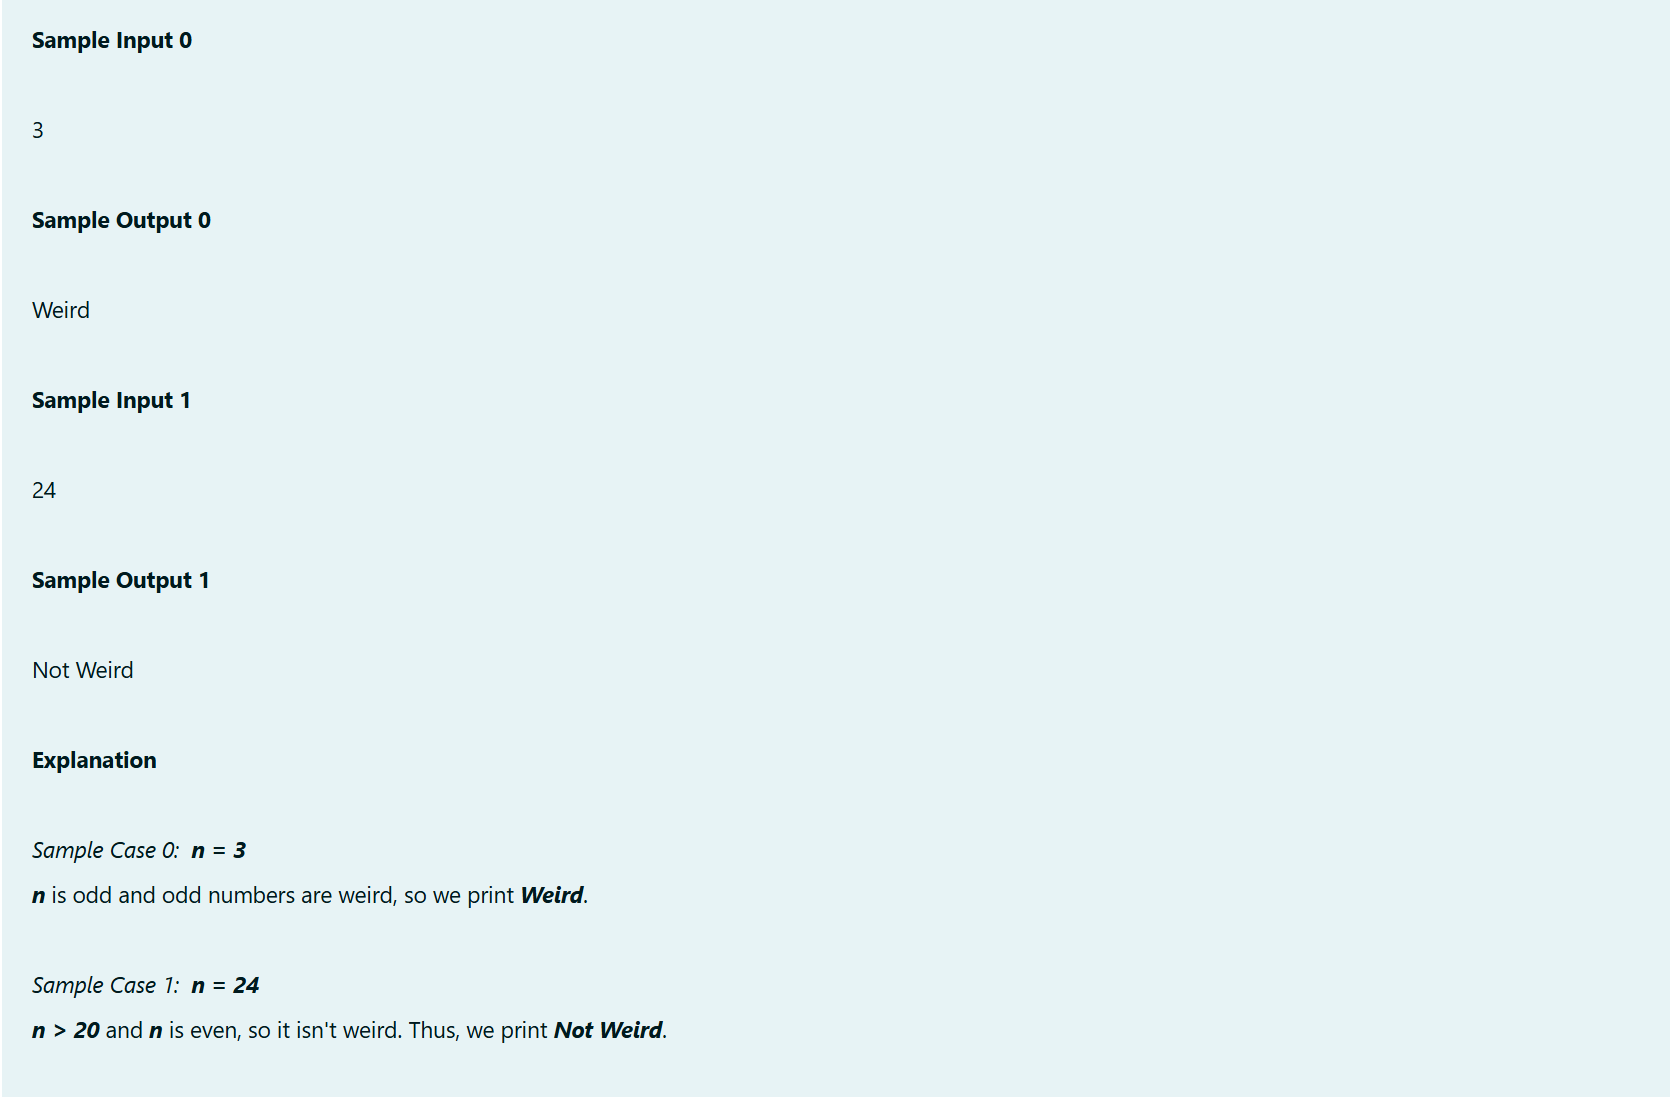 Sample Input 0
3
Sample Output 0
Weird
Sample Input 1
24
Sample Output 1
Not Weird
Explanation
Sample Case 0: n = 3
n is odd and odd numbers are weird, so we print Weird.
Sample Case 1: n = 24
n > 20 and n is even, so it isn't weird. Thus, we print Not Weird.